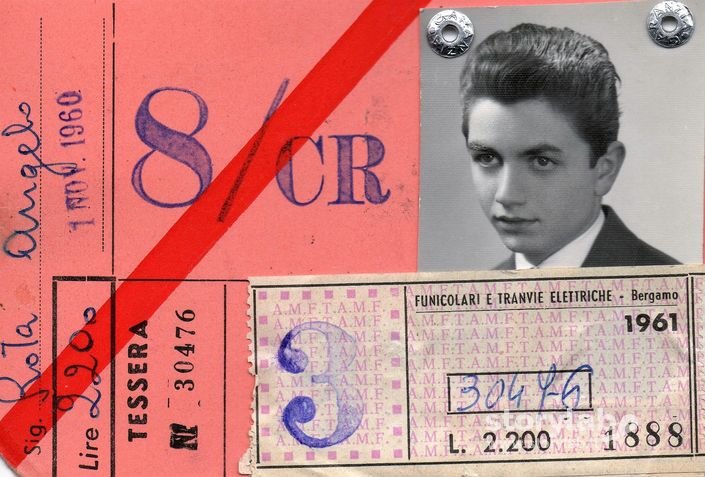 Sig. Rota Angelo
1 NOV. 1960
8/CR
Lire 2200
TESSERA
N. 30476
3
FUNICOLARI E TRANVIE ELETTRICHE - Bergamo
1961
30476
L. 2.200
1888
storylab
A.M.F.T.A.M.F.